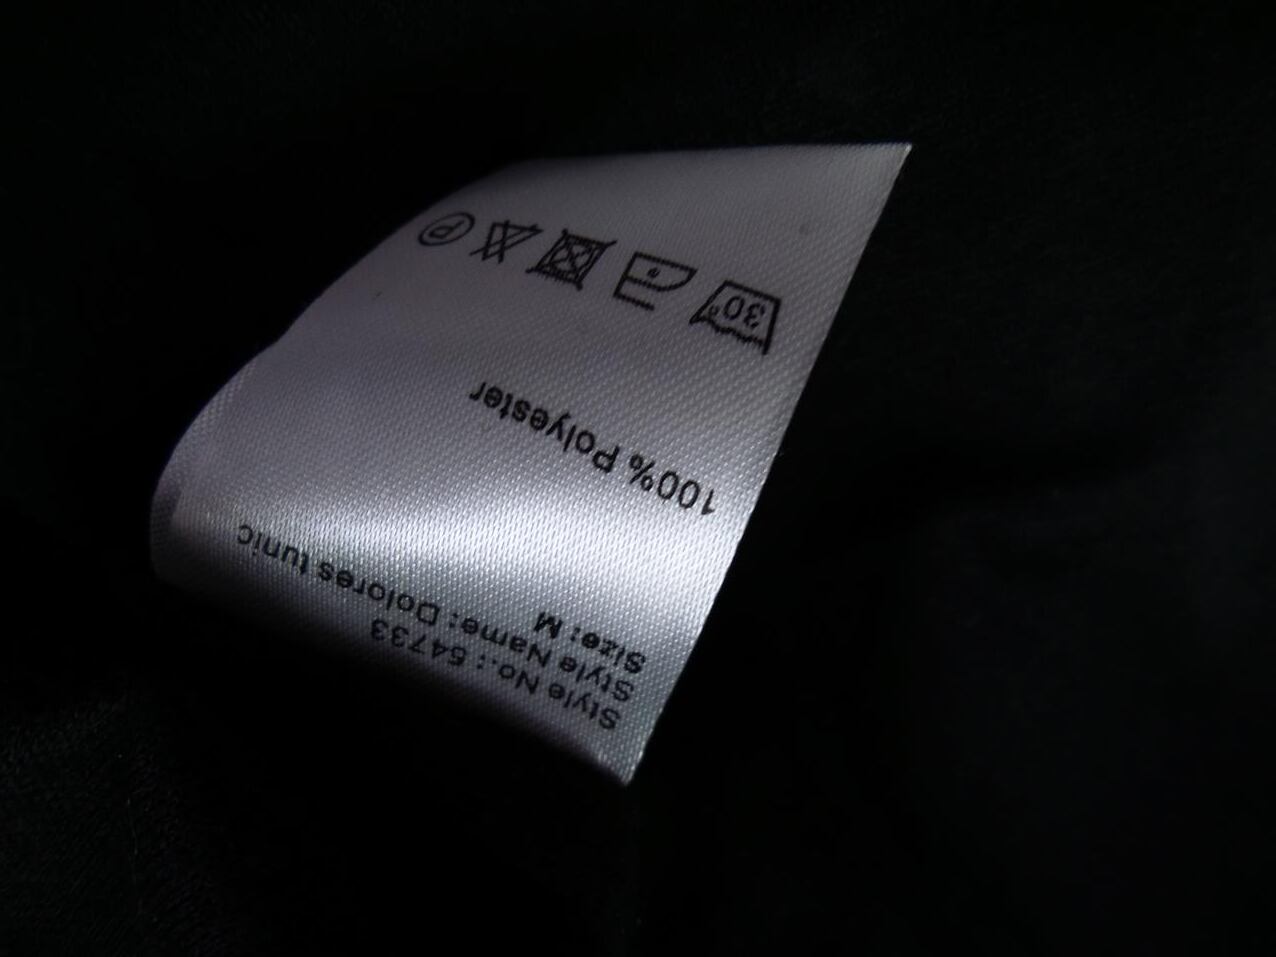 Style No.: 54733
Style Name: Dolores tunic
Size: M
100% Polyester
30°
P